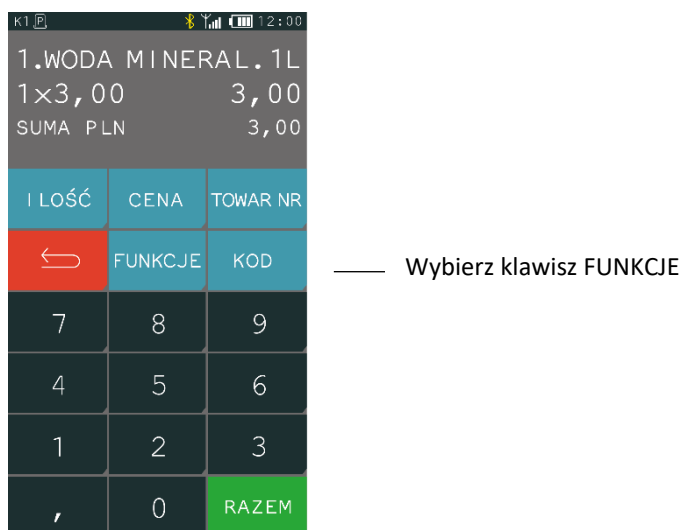 K1 P 12:00
1.WODA MINERAL.1L
1×3,00 3,00
SUMA PLN 3,00
ILOŚĆ CENA TOWAR NR
FUNKCJE KOD
Wybierz klawisz FUNKCJE
7 8 9
4 5 6
1 2 3
, 0 RAZEM